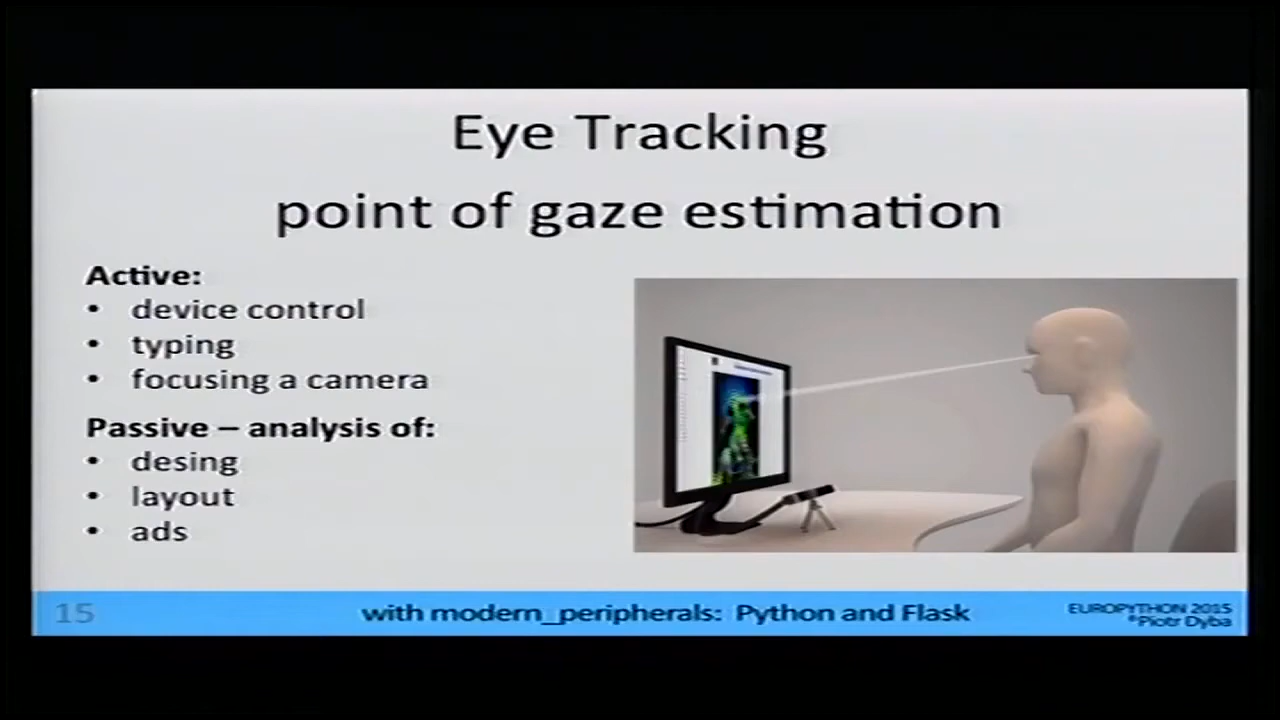 Eye Tracking
point of gaze estimation
Active:
• device control
• typing
• focusing a camera
Passive – analysis of:
• desing
• layout
• ads
15
with modern_peripherals: Python and Flask
EUROPYTHON 2015
©Piotr Dyba